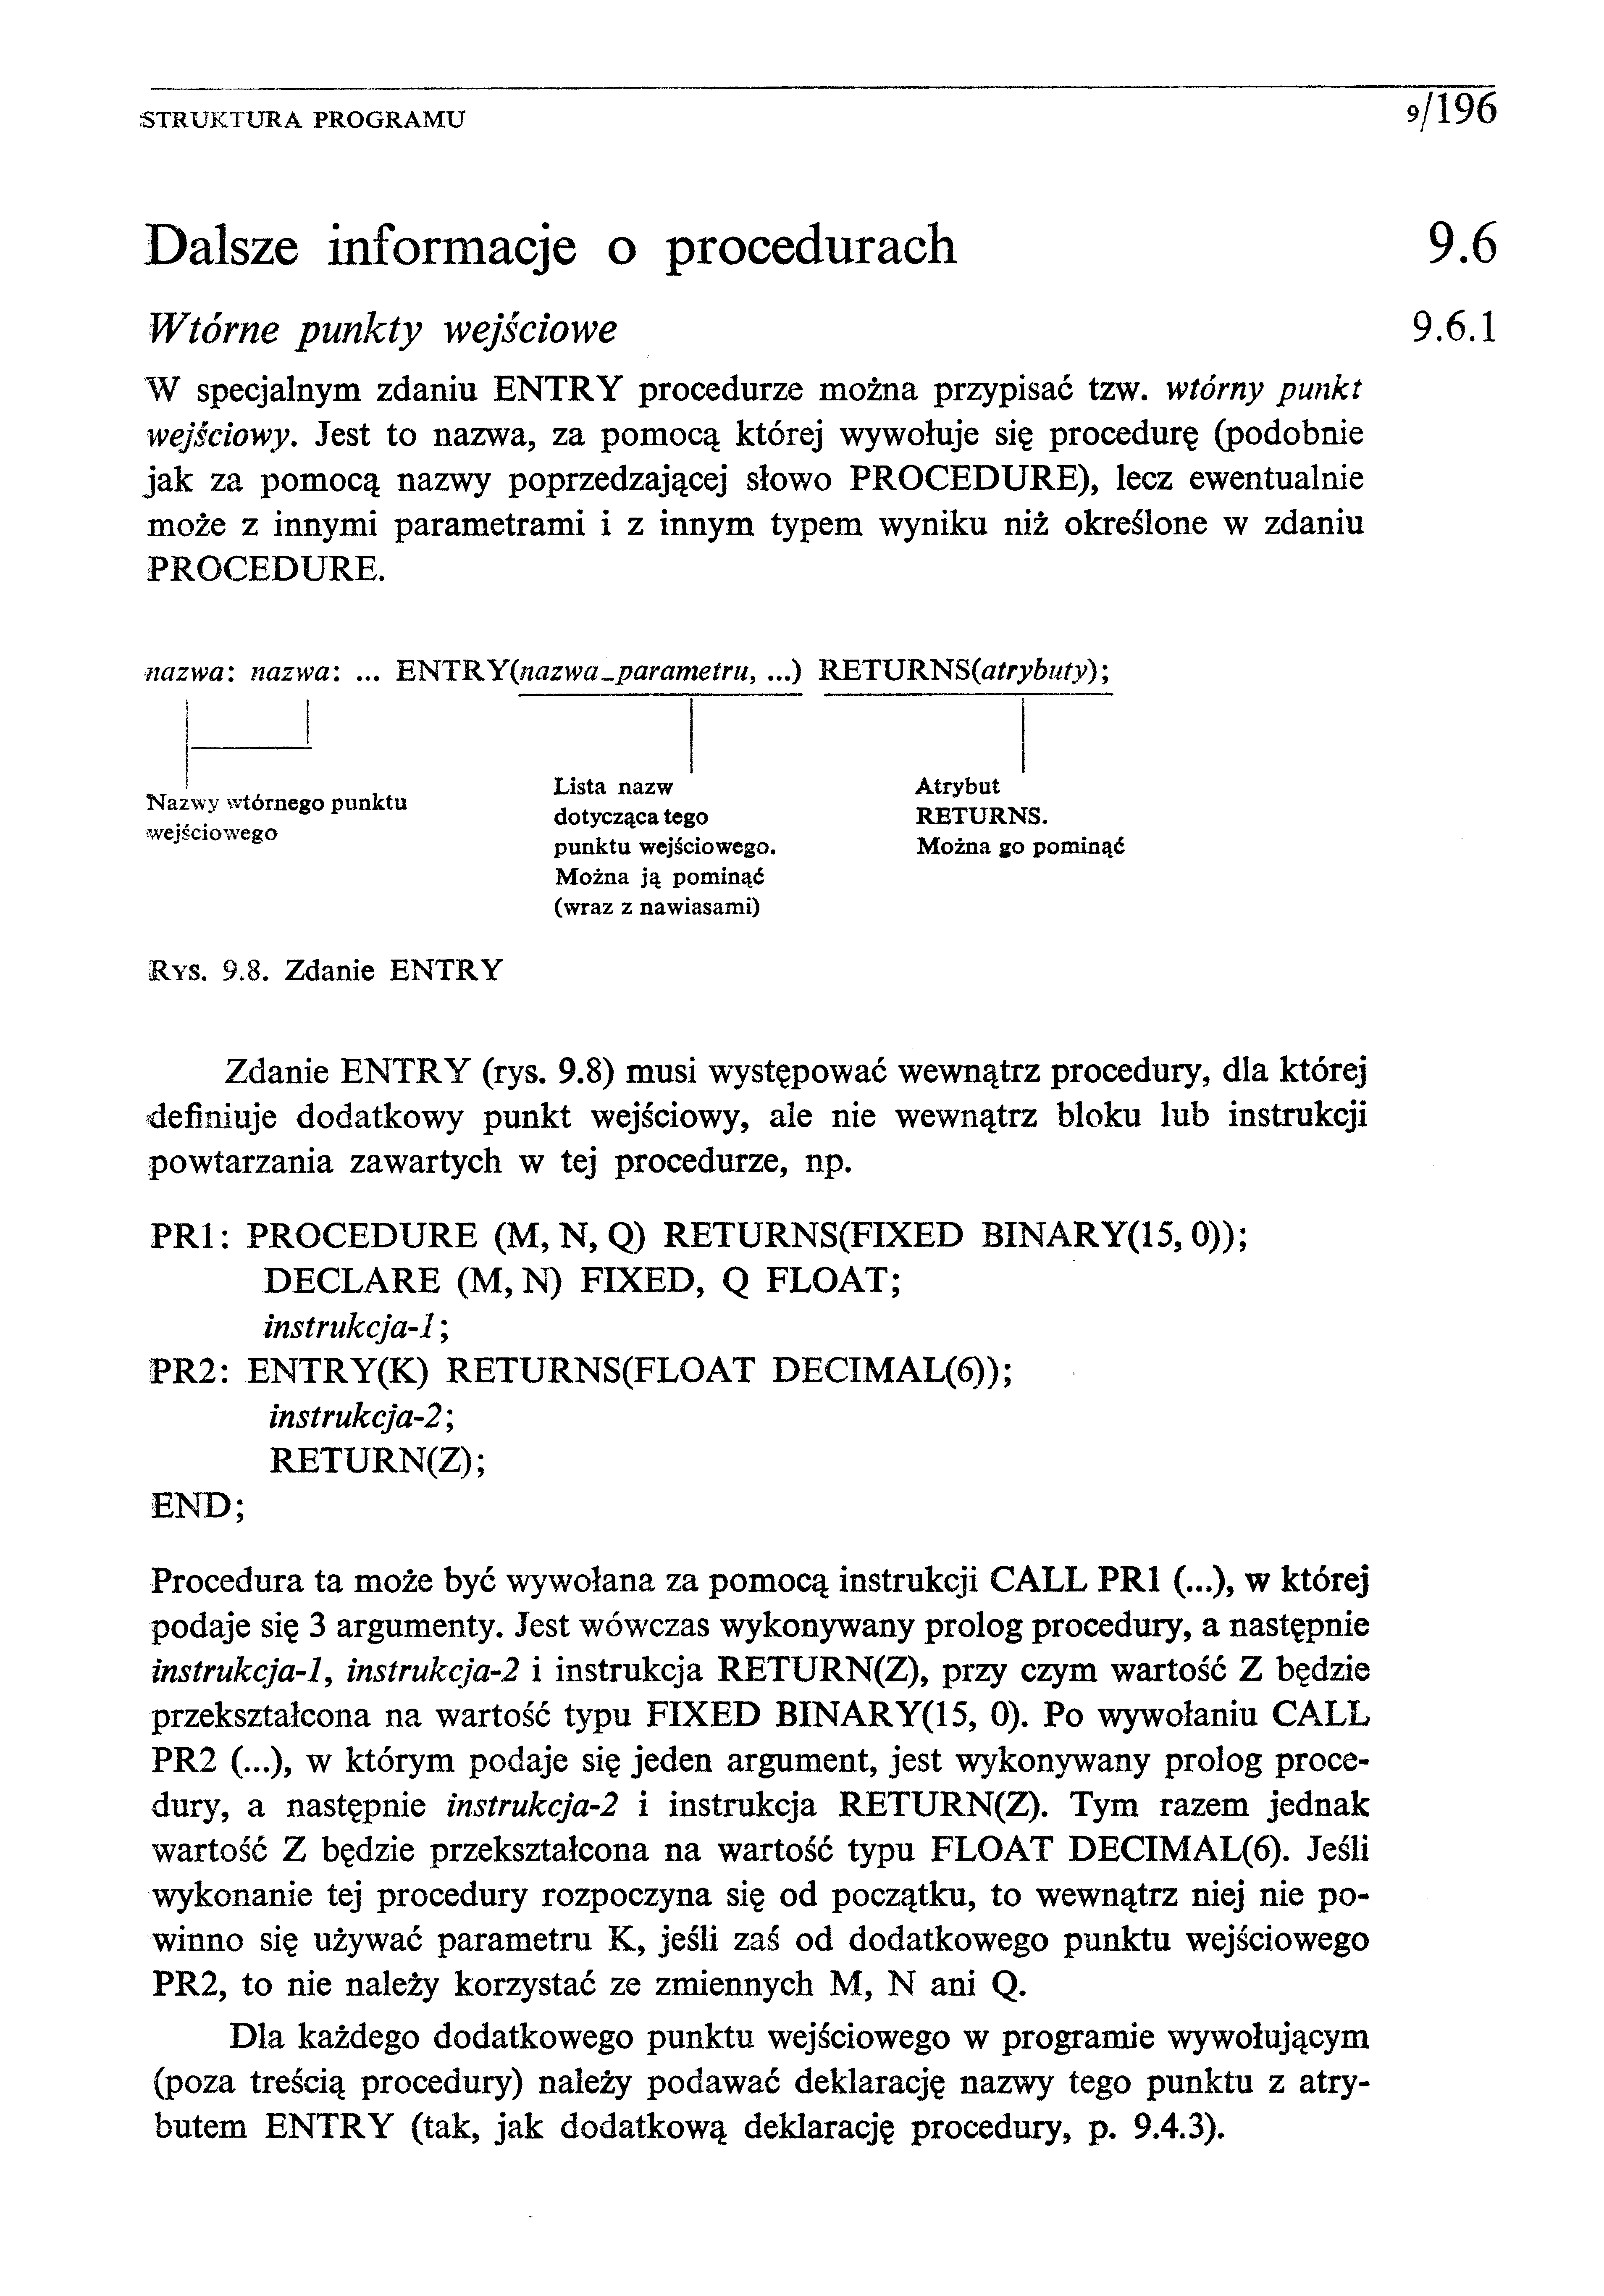 STRUKTURA PROGRAMU 9/196
Dalsze informacje o procedurach 9.6
Wtórne punkty wejściowe 9.6.1
W specjalnym zdaniu ENTRY procedurze można przypisać tzw. wtórny punkt
wejściowy. Jest to nazwa, za pomocą której wywołuje się procedurę (podobnie
jak za pomocą nazwy poprzedzającej słowo PROCEDURE), lecz ewentualnie
może z innymi parametrami i z innym typem wyniku niż określone w zdaniu
PROCEDURE.
nazwa: nazwa: ... ENTRY(nazwa_parametru, ...) RETURNS(atrybuty);
Nazwy wtórnego punktu
wejściowego
Lista nazw
dotycząca tego
punktu wejściowego.
Można ją pominąć
(wraz z nawiasami)
Atrybut
RETURNS.
Można go pominąć
Rys. 9.8. Zdanie ENTRY
Zdanie ENTRY (rys. 9.8) musi występować wewnątrz procedury, dla której
definiuje dodatkowy punkt wejściowy, ale nie wewnątrz bloku lub instrukcji
powtarzania zawartych w tej procedurze, np.
PR1: PROCEDURE (M, N, Q) RETURNS(FIXED BINARY(15, 0));
DECLARE (M, N) FIXED, Q FLOAT;
instrukcja-1;
PR2: ENTRY(K) RETURNS(FLOAT DECIMAL(6));
instrukcja-2;
RETURN(Z);
END;
Procedura ta może być wywołana za pomocą instrukcji CALL PR1 (...), w której
podaje się 3 argumenty. Jest wówczas wykonywany prolog procedury, a następnie
instrukcja-1, instrukcja-2 i instrukcja RETURN(Z), przy czym wartość Z będzie
przekształcona na wartość typu FIXED BINARY(15, 0). Po wywołaniu CALL
PR2 (...), w którym podaje się jeden argument, jest wykonywany prolog proce-
dury, a następnie instrukcja-2 i instrukcja RETURN(Z). Tym razem jednak
wartość Z będzie przekształcona na wartość typu FLOAT DECIMAL(6). Jeśli
wykonanie tej procedury rozpoczyna się od początku, to wewnątrz niej nie po-
winno się używać parametru K, jeśli zaś od dodatkowego punktu wejściowego
PR2, to nie należy korzystać ze zmiennych M, N ani Q.
Dla każdego dodatkowego punktu wejściowego w programie wywołującym
(poza treścią procedury) należy podawać deklarację nazwy tego punktu z atry-
butem ENTRY (tak, jak dodatkową deklarację procedury, p. 9.4.3).